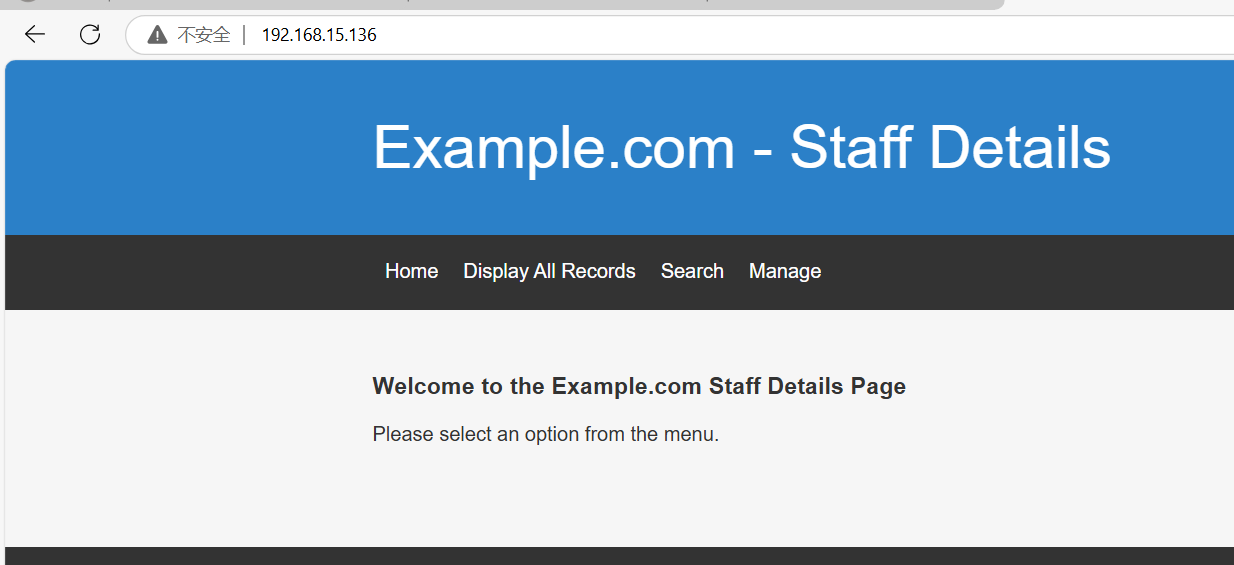 不安全 | 192.168.15.136
Example.com - Staff Details
Home Display All Records Search Manage
Welcome to the Example.com Staff Details Page
Please select an option from the menu.